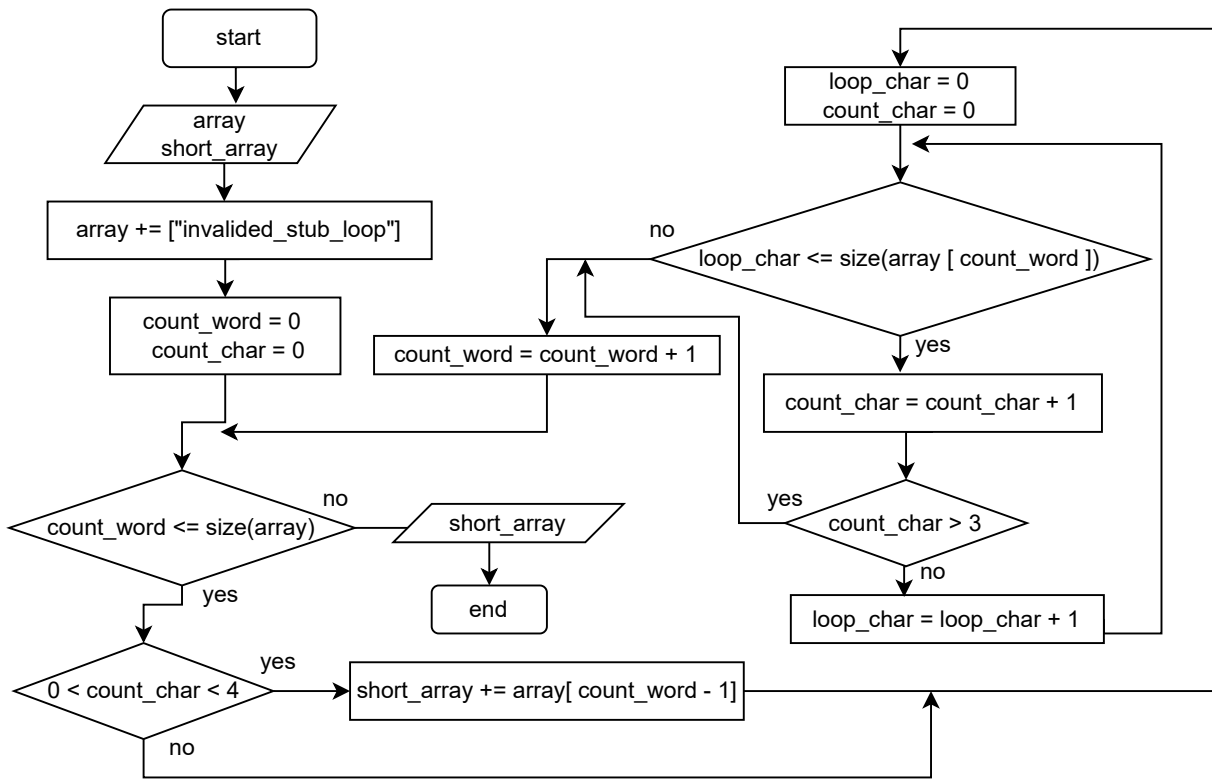 start
array
short_array
array += ["invalided_stub_loop"]
count_word = 0
count_char = 0
count_word <= size(array)
no
yes
short_array
end
0 < count_char < 4
yes
no
short_array += array[ count_word - 1]
loop_char = 0
count_char = 0
loop_char <= size(array [ count_word ])
no
yes
count_word = count_word + 1
count_char = count_char + 1
count_char > 3
yes
no
loop_char = loop_char + 1